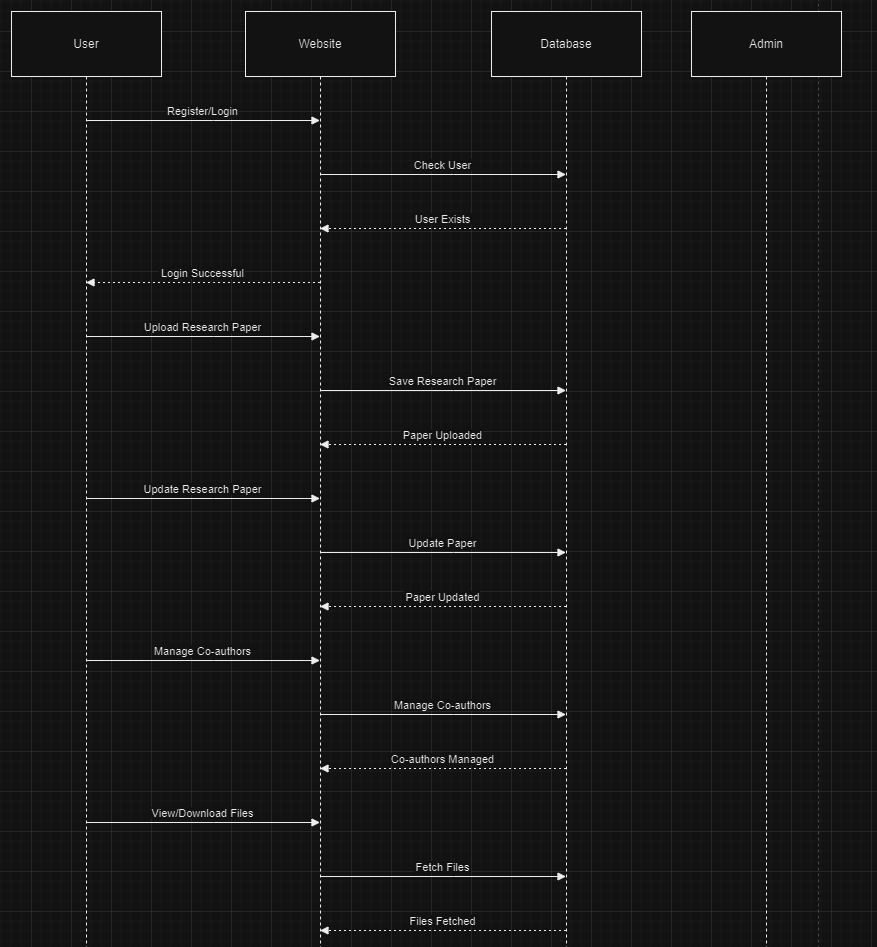 User
Website
Database
Admin
Register/Login
Check User
User Exists
Login Successful
Upload Research Paper
Save Research Paper
Paper Uploaded
Update Research Paper
Update Paper
Paper Updated
Manage Co-authors
Manage Co-authors
Co-authors Managed
View/Download Files
Fetch Files
Files Fetched